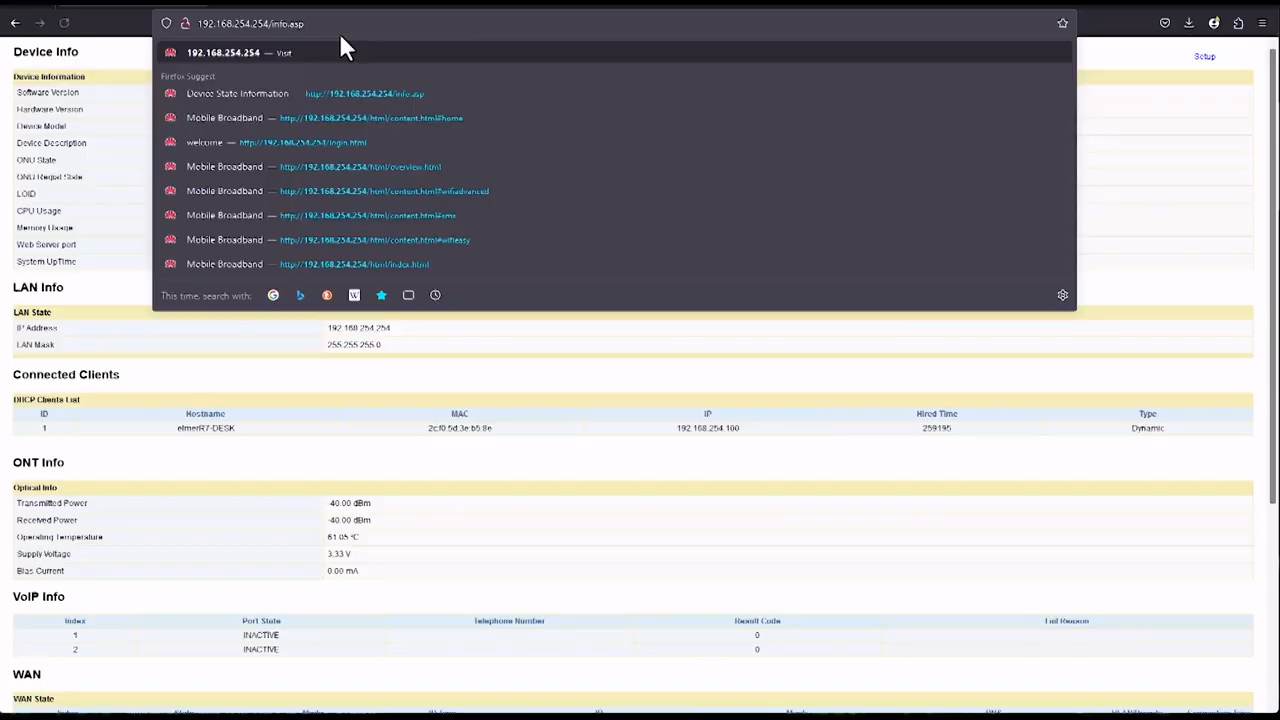 192.168.254.254/info.asp
192.168.254.254 — Visit
Firefox Suggest
Device State Information http://192.168.254.254/info.asp
Mobile Broadband — http://192.168.254.254/html/content.html#home
welcome — http://192.168.254.254/login.html
Mobile Broadband — http://192.168.254.254/html/overview.html
Mobile Broadband — http://192.168.254.254/html/content.html#wifiadvanced
Mobile Broadband — http://192.168.254.254/html/content.html#sms
Mobile Broadband — http://192.168.254.254/html/content.html#wifieasy
Mobile Broadband — http://192.168.254.254/html/index.html
This time, search with:
Device Info
Setup
Device Information
Software Version
Hardware Version
Device Model
Device Description
ONU State
ONU Regist State
LOID
CPU Usage
Memory Usage
Web Server port
System UpTime
LAN Info
LAN State
IP Address 192.168.254.254
LAN Mask 255.255.255.0
Connected Clients
DHCP Clients List
ID Hostname MAC IP Hired Time Type
1 elmerR7-DESK 2c:f0:5d:3e:b5:8e 192.168.254.100 259195 Dynamic
ONT Info
Optical Info
Transmitted Power -40.00 dBm
Received Power -40.00 dBm
Operating Temperature 61.05 °C
Supply Voltage 3.33 V
Bias Current 0.00 mA
VoIP Info
Index Port State Telephone Number Result Code Fail Reason
1 INACTIVE 0
2 INACTIVE 0
WAN
WAN State